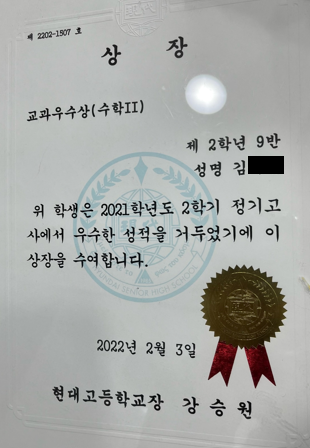 제 2202-1507 호
상 장
교과우수상(수학II)
제 2학년 9반
성명 김
위 학생은 2021학년도 2학기 정기고
사에서 우수한 성적을 거두었기에 이
상장을 수여합니다.
2022년 2월 3일
현대고등학교장 강승원